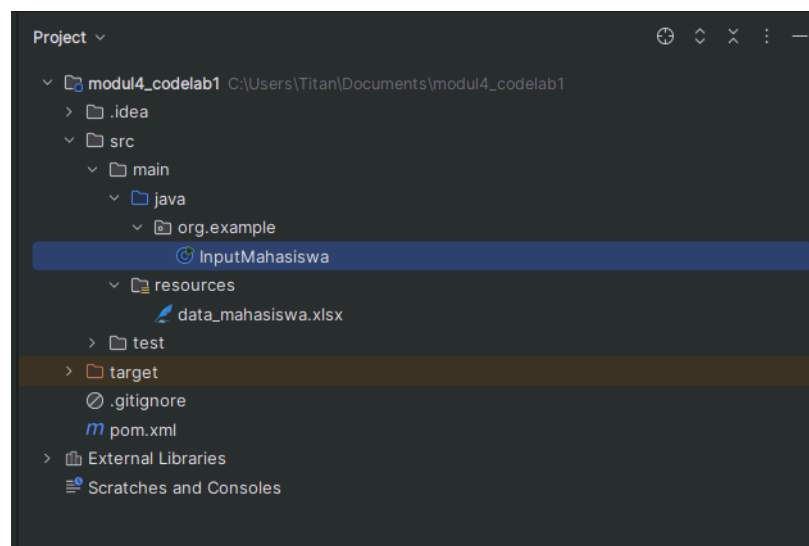 Project
modul4_codelab1 C:\Users\Titan\Documents\modul4_codelab1
.idea
src
main
java
org.example
InputMahasiswa
resources
data_mahasiswa.xlsx
test
target
.gitignore
m pom.xml
External Libraries
Scratches and Consoles